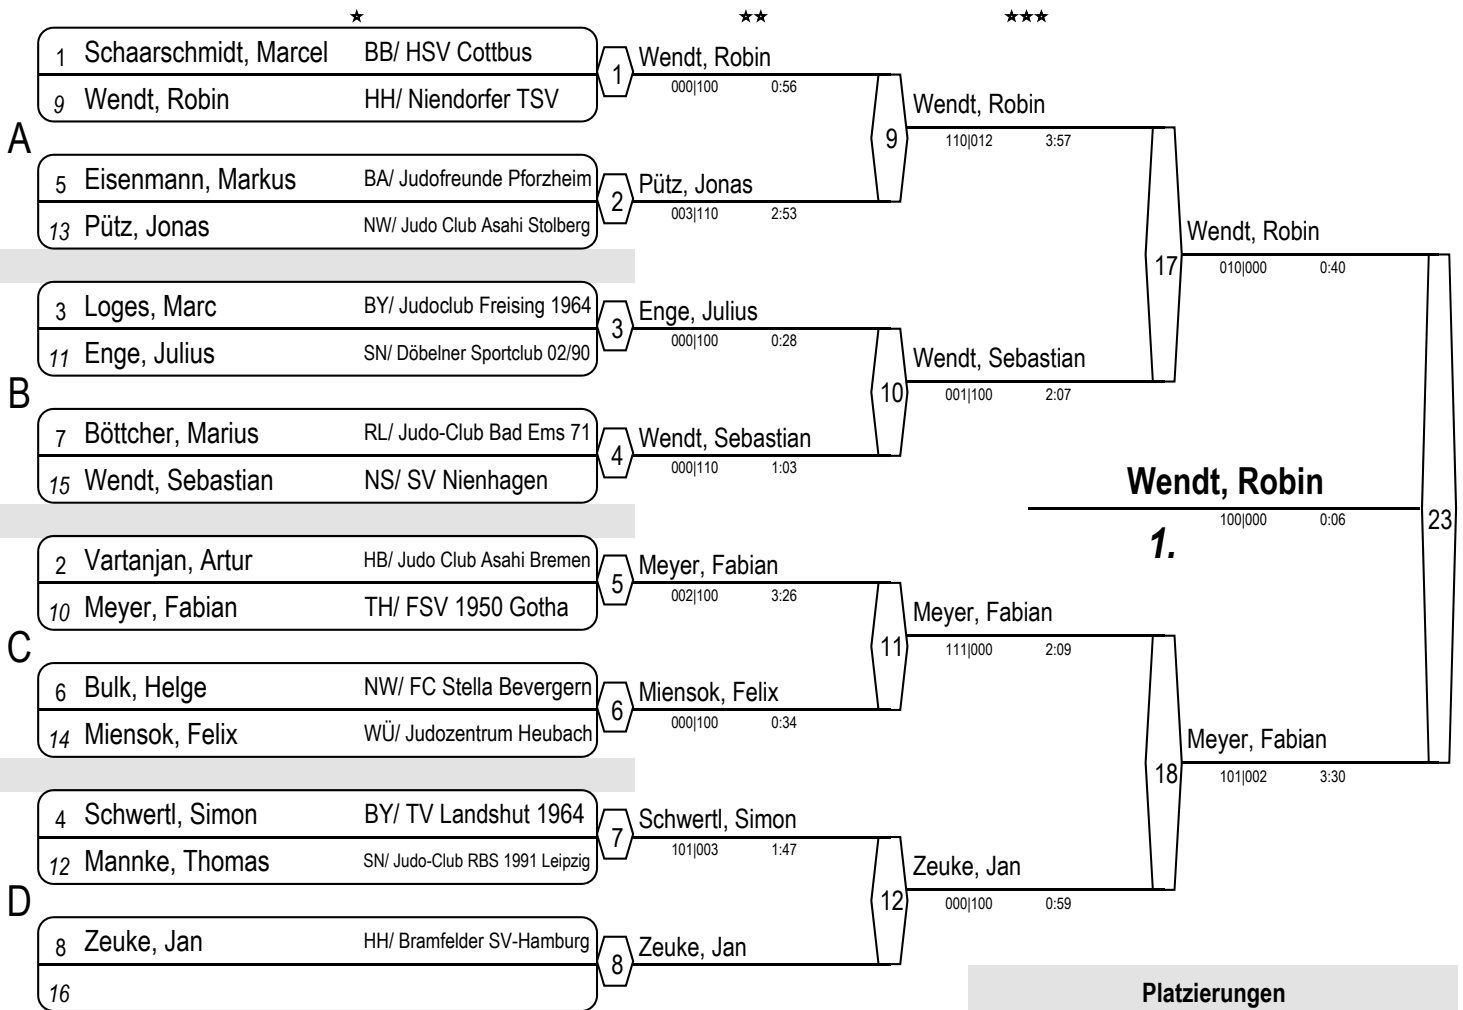 ★ ★★ ★★★
1 Schaarschmidt, Marcel BB/ HSV Cottbus
9 Wendt, Robin HH/ Niendorfer TSV
1
Wendt, Robin
000|100 0:56
A
5 Eisenmann, Markus BA/ Judofreunde Pforzheim
13 Pütz, Jonas NW/ Judo Club Asahi Stolberg
2
Pütz, Jonas
003|110 2:53
9
Wendt, Robin
110|012 3:57
3 Loges, Marc BY/ Judoclub Freising 1964
11 Enge, Julius SN/ Döbelner Sportclub 02/90
3
Enge, Julius
000|100 0:28
B
7 Böttcher, Marius RL/ Judo-Club Bad Ems 71
15 Wendt, Sebastian NS/ SV Nienhagen
4
Wendt, Sebastian
000|110 1:03
10
Wendt, Sebastian
001|100 2:07
17
Wendt, Robin
010|000 0:40
2 Vartanjan, Artur HB/ Judo Club Asahi Bremen
10 Meyer, Fabian TH/ FSV 1950 Gotha
5
Meyer, Fabian
002|100 3:26
C
6 Bulk, Helge NW/ FC Stella Bevergern
14 Miensok, Felix WÜ/ Judozentrum Heubach
6
Miensok, Felix
000|100 0:34
11
Meyer, Fabian
111|000 2:09
4 Schwertl, Simon BY/ TV Landshut 1964
12 Mannke, Thomas SN/ Judo-Club RBS 1991 Leipzig
7
Schwertl, Simon
101|003 1:47
D
8 Zeuke, Jan HH/ Bramfelder SV-Hamburg
16
8
Zeuke, Jan
12
Zeuke, Jan
000|100 0:59
18
Meyer, Fabian
101|002 3:30
23
Wendt, Robin
100|000 0:06
1.
Platzierungen